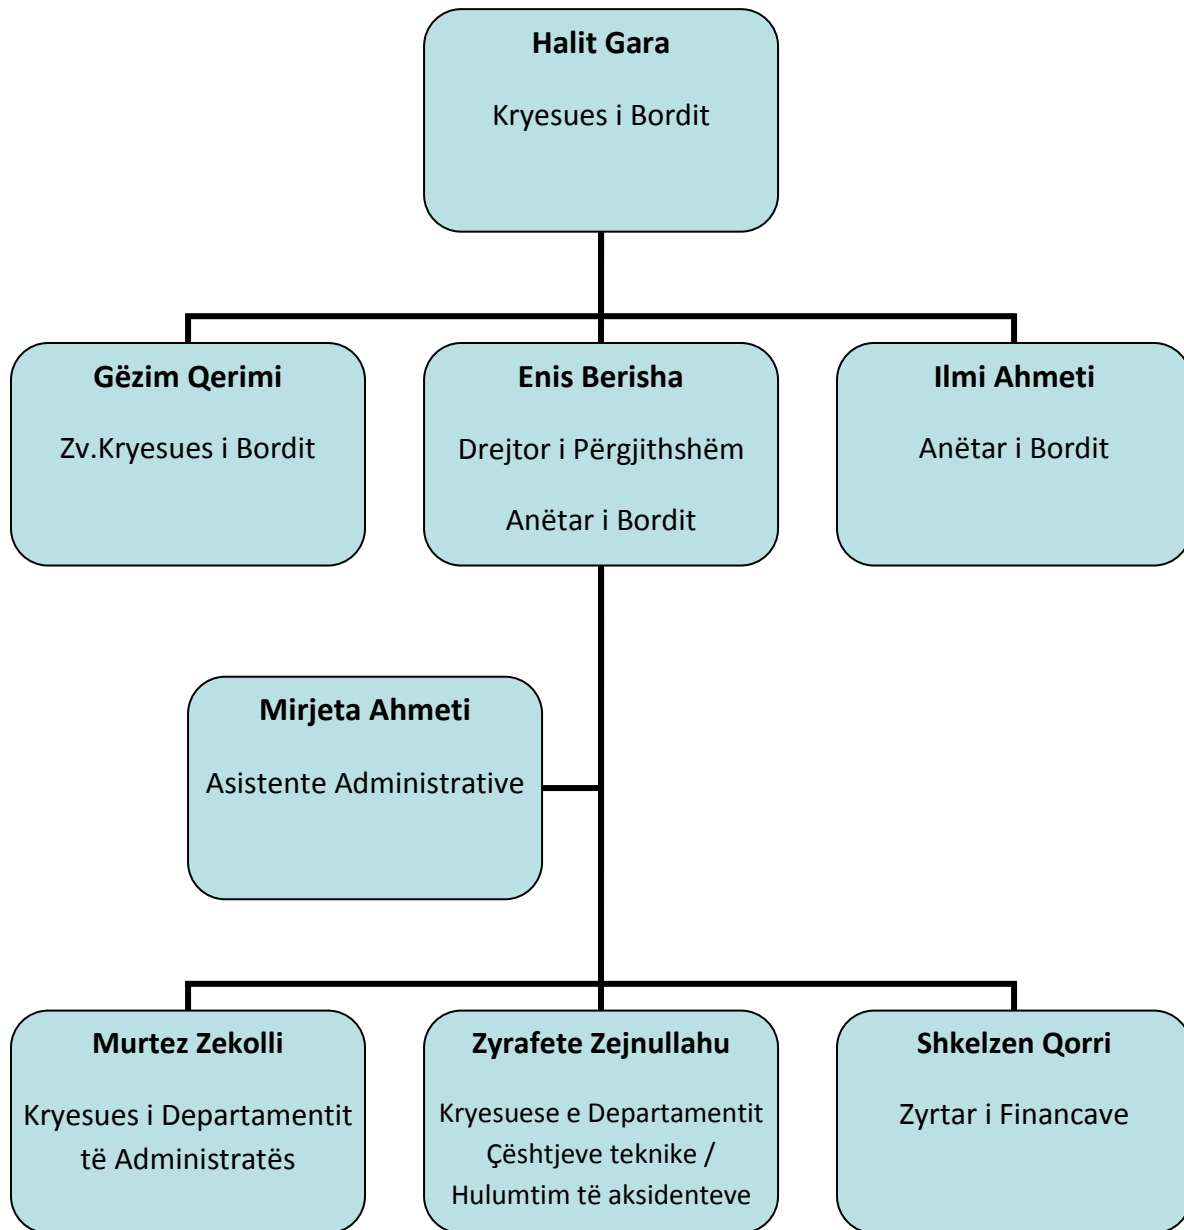 Halit Gara
Kryesues i Bordit
Gëzim Qerimi
Zv.Kryesues i Bordit
Enis Berisha
Drejtor i Përgjithshëm
Anëtar i Bordit
Ilmi Ahmeti
Anëtar i Bordit
Mirjeta Ahmeti
Asistente Administrative
Murtez Zekolli
Kryesues i Departamentit
të Administratës
Zyrafete Zejnullahu
Kryesuese e Departamentit
Çështjeve teknike /
Hulumtim të aksidenteve
Shkelzen Qorri
Zyrtar i Financave